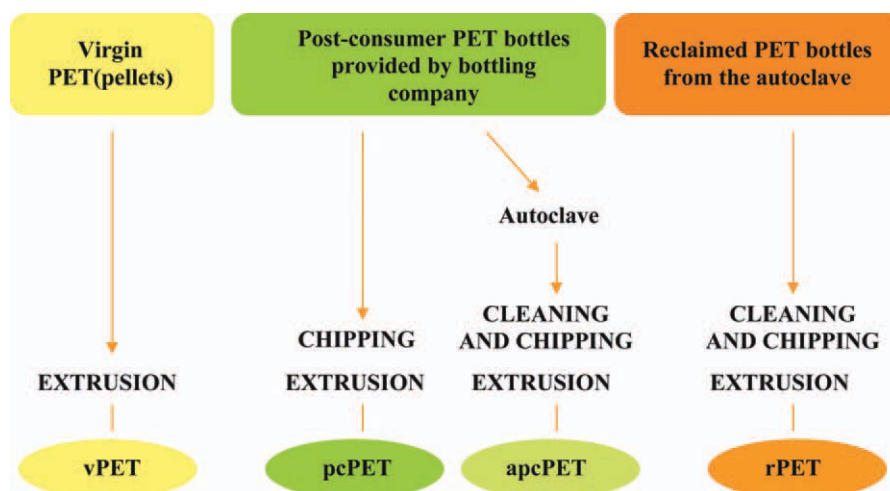 Virgin
PET(pellets)
Post-consumer PET bottles
provided by bottling
company
Reclaimed PET bottles
from the autoclave
Autoclave
CHIPPING
CLEANING
AND CHIPPING
CLEANING
AND CHIPPING
EXTRUSION
EXTRUSION
EXTRUSION
EXTRUSION
vPET
pcPET
apcPET
rPET